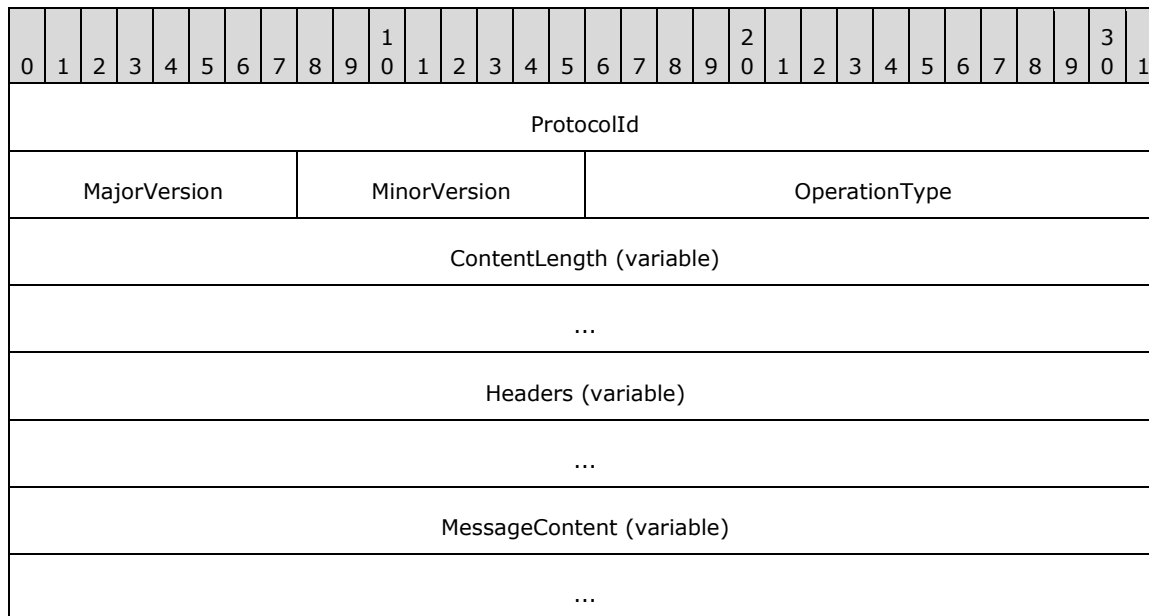 1 2 3
0 1 2 3 4 5 6 7 8 9 0 1 2 3 4 5 6 7 8 9 0 1 2 3 4 5 6 7 8 9 0 1
ProtocolId
MajorVersion MinorVersion OperationType
ContentLength (variable)
...
Headers (variable)
...
MessageContent (variable)
...